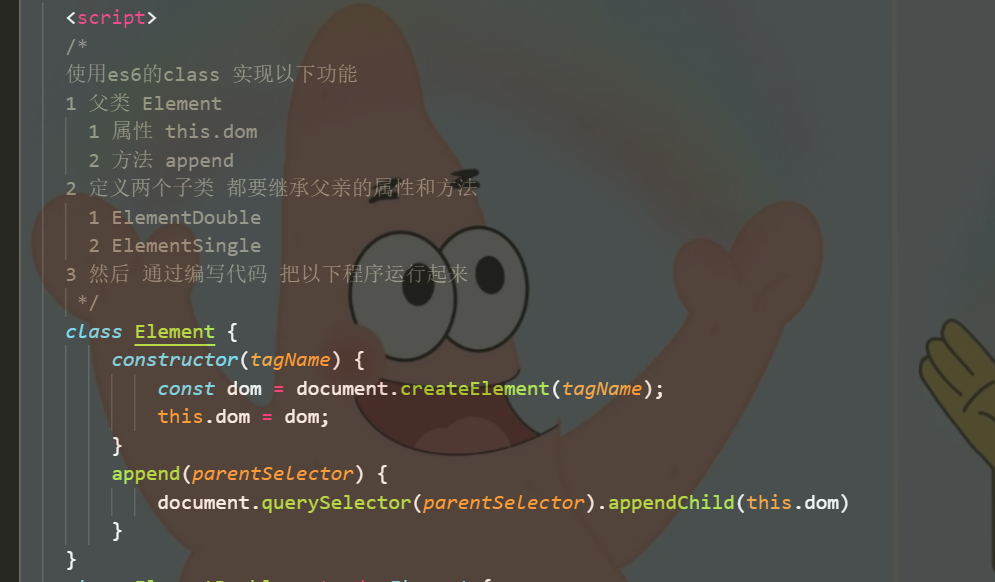 <script>
/*
使用es6的class 实现以下功能
1 父类 Element
1 属性 this.dom
2 方法 append
2 定义两个子类 都要继承父亲的属性和方法
1 ElementDouble
2 ElementSingle
3 然后 通过编写代码 把以下程序运行起来
*/
class Element {
constructor(tagName) {
const dom = document.createElement(tagName);
this.dom = dom;
}
append(parentSelector) {
document.querySelector(parentSelector).appendChild(this.dom)
}
}